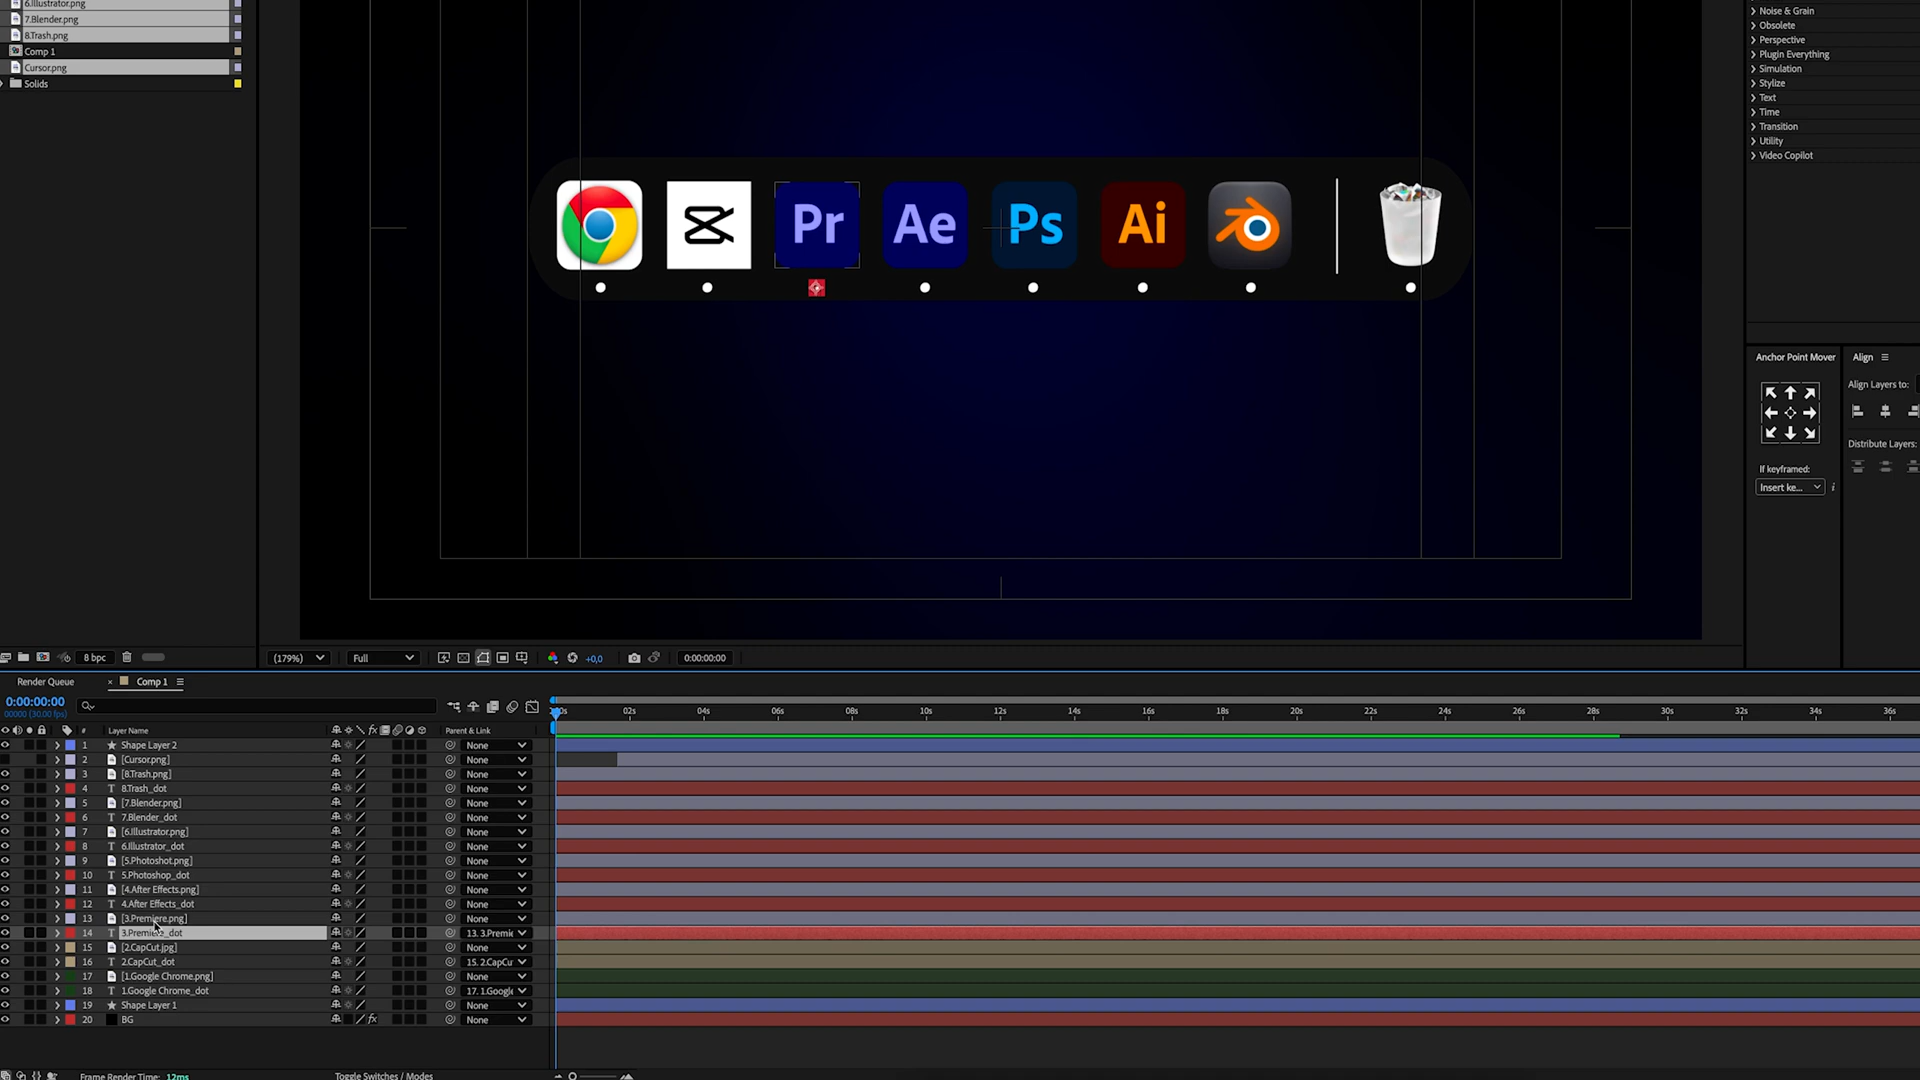 6.Illustrator.png
7.Blender.png
8.Trash.png
Comp 1
Cursor.png
Solids
Noise & Grain
Obsolete
Perspective
Plugin Everything
Simulation
Stylize
Text
Time
Transition
Utility
Video Copilot
Pr
Ae
Ps
Ai
Anchor Point Mover
Align
Align Layers to:
Distribute Layers:
If keyframed:
Insert ke...
8 bpc
(179%)
Full
+0,0
0:00:00:00
Render Queue
Comp 1
0:00:00:00
00000 (30.00 fps)
02s 04s 06s 08s 10s 12s 14s 16s 18s 20s 22s 24s 26s 28s 30s 32s 34s 36s
# Layer Name fx Parent & Link
1 Shape Layer 2 None
2 [Cursor.png] None
3 [8.Trash.png] None
4 T 8.Trash_dot None
5 [7.Blender.png] None
6 T 7.Blender_dot None
7 [6.Illustrator.png] None
8 T 6.Illustrator_dot None
9 [5.Photoshot.png] None
10 T 5.Photoshop_dot None
11 [4.After Effects.png] None
12 T 4.After Effects_dot None
13 [3.Premiere.png] None
14 T 3.Premiere_dot 13. 3.Premie
15 [2.CapCut.jpg] None
16 T 2.CapCut_dot 15. 2.CapCu
17 [1.Google Chrome.png] None
18 T 1.Google Chrome_dot 17. 1.Google
19 Shape Layer 1 None
20 BG fx None
Frame Render Time: 12ms
Toggle Switches / Modes